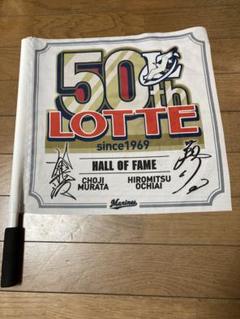 50th
LOTTE
since1969
HALL OF FAME
CHOJI
MURATA
HIROMITSU
OCHIAI
Marines